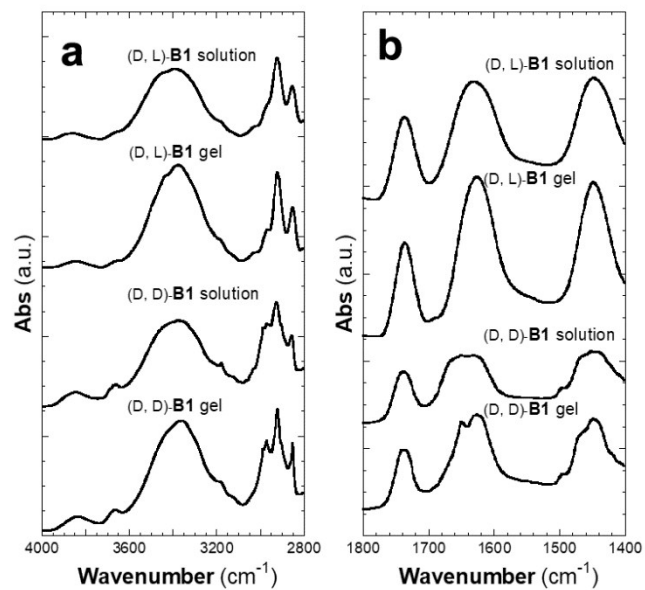 a
(D, L)-B1 solution
(D, L)-B1 gel
(D, D)-B1 solution
(D, D)-B1 gel
Abs (a.u.)
4000 3600 3200 2800
Wavenumber (cm-1)
b
(D, L)-B1 solution
(D, L)-B1 gel
(D, D)-B1 solution
(D, D)-B1 gel
Abs (a.u.)
1800 1700 1600 1500 1400
Wavenumber (cm-1)